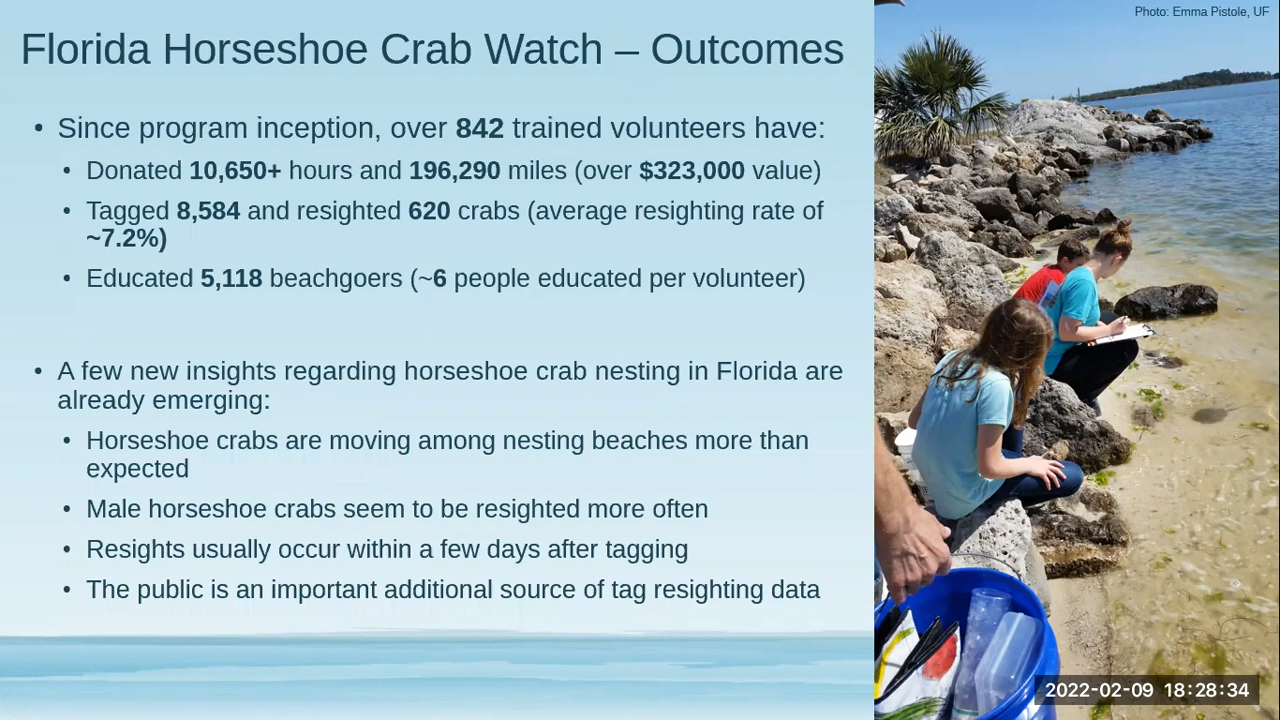 Photo: Emma Pistole, UF
Florida Horseshoe Crab Watch – Outcomes
• Since program inception, over 842 trained volunteers have:
• Donated 10,650+ hours and 196,290 miles (over $323,000 value)
• Tagged 8,584 and resighted 620 crabs (average resighting rate of
~7.2%)
• Educated 5,118 beachgoers (~6 people educated per volunteer)
• A few new insights regarding horseshoe crab nesting in Florida are
already emerging:
• Horseshoe crabs are moving among nesting beaches more than
expected
• Male horseshoe crabs seem to be resighted more often
• Resights usually occur within a few days after tagging
• The public is an important additional source of tag resighting data
2022-02-09 18:28:34